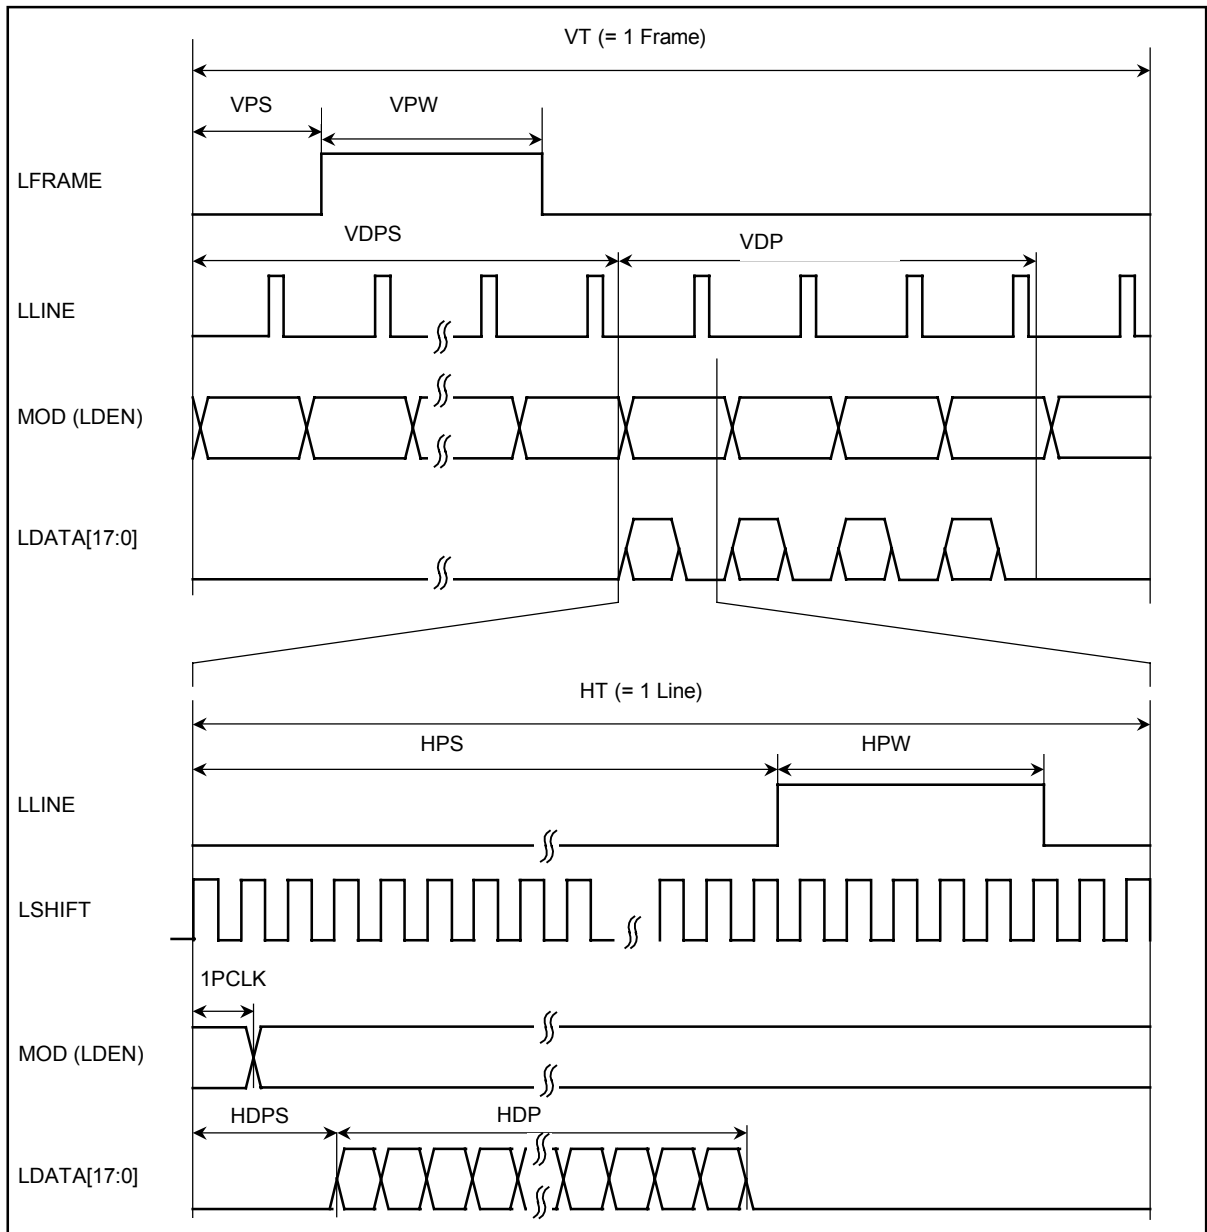 VT (= 1 Frame)
VPS VPW
LFRAME
VDPS VDP
LLINE
MOD (LDEN)
LDATA[17:0]
HT (= 1 Line)
HPS HPW
LLINE
LSHIFT
1PCLK
MOD (LDEN)
HDPS HDP
LDATA[17:0]